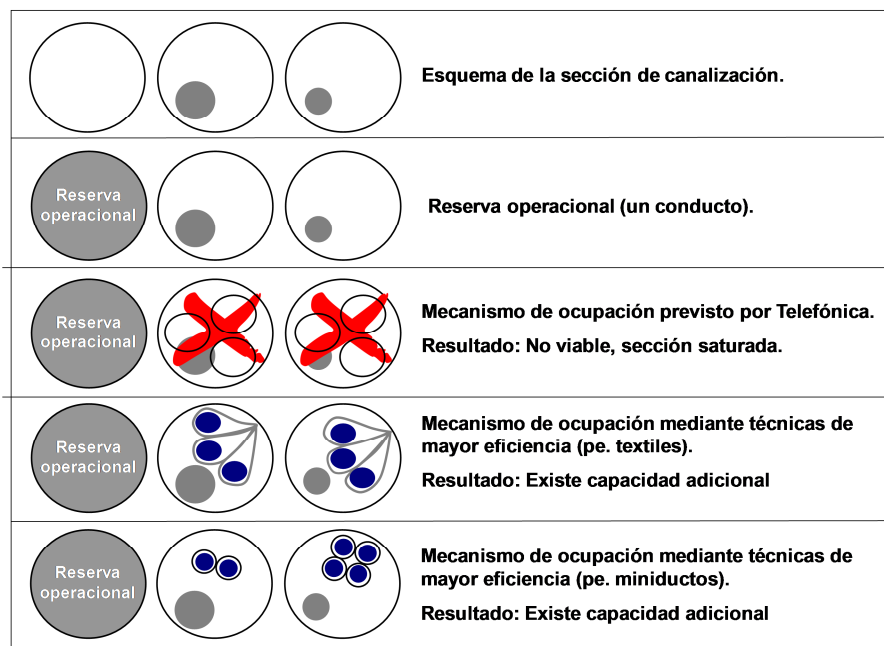 Esquema de la sección de canalización.
Reserva
operacional
Reserva operacional (un conducto).
Reserva
operacional
Mecanismo de ocupación previsto por Telefónica.
Resultado: No viable, sección saturada.
Reserva
operacional
Mecanismo de ocupación mediante técnicas de
mayor eficiencia (pe. textiles).
Resultado: Existe capacidad adicional
Reserva
operacional
Mecanismo de ocupación mediante técnicas de
mayor eficiencia (pe. miniductos).
Resultado: Existe capacidad adicional